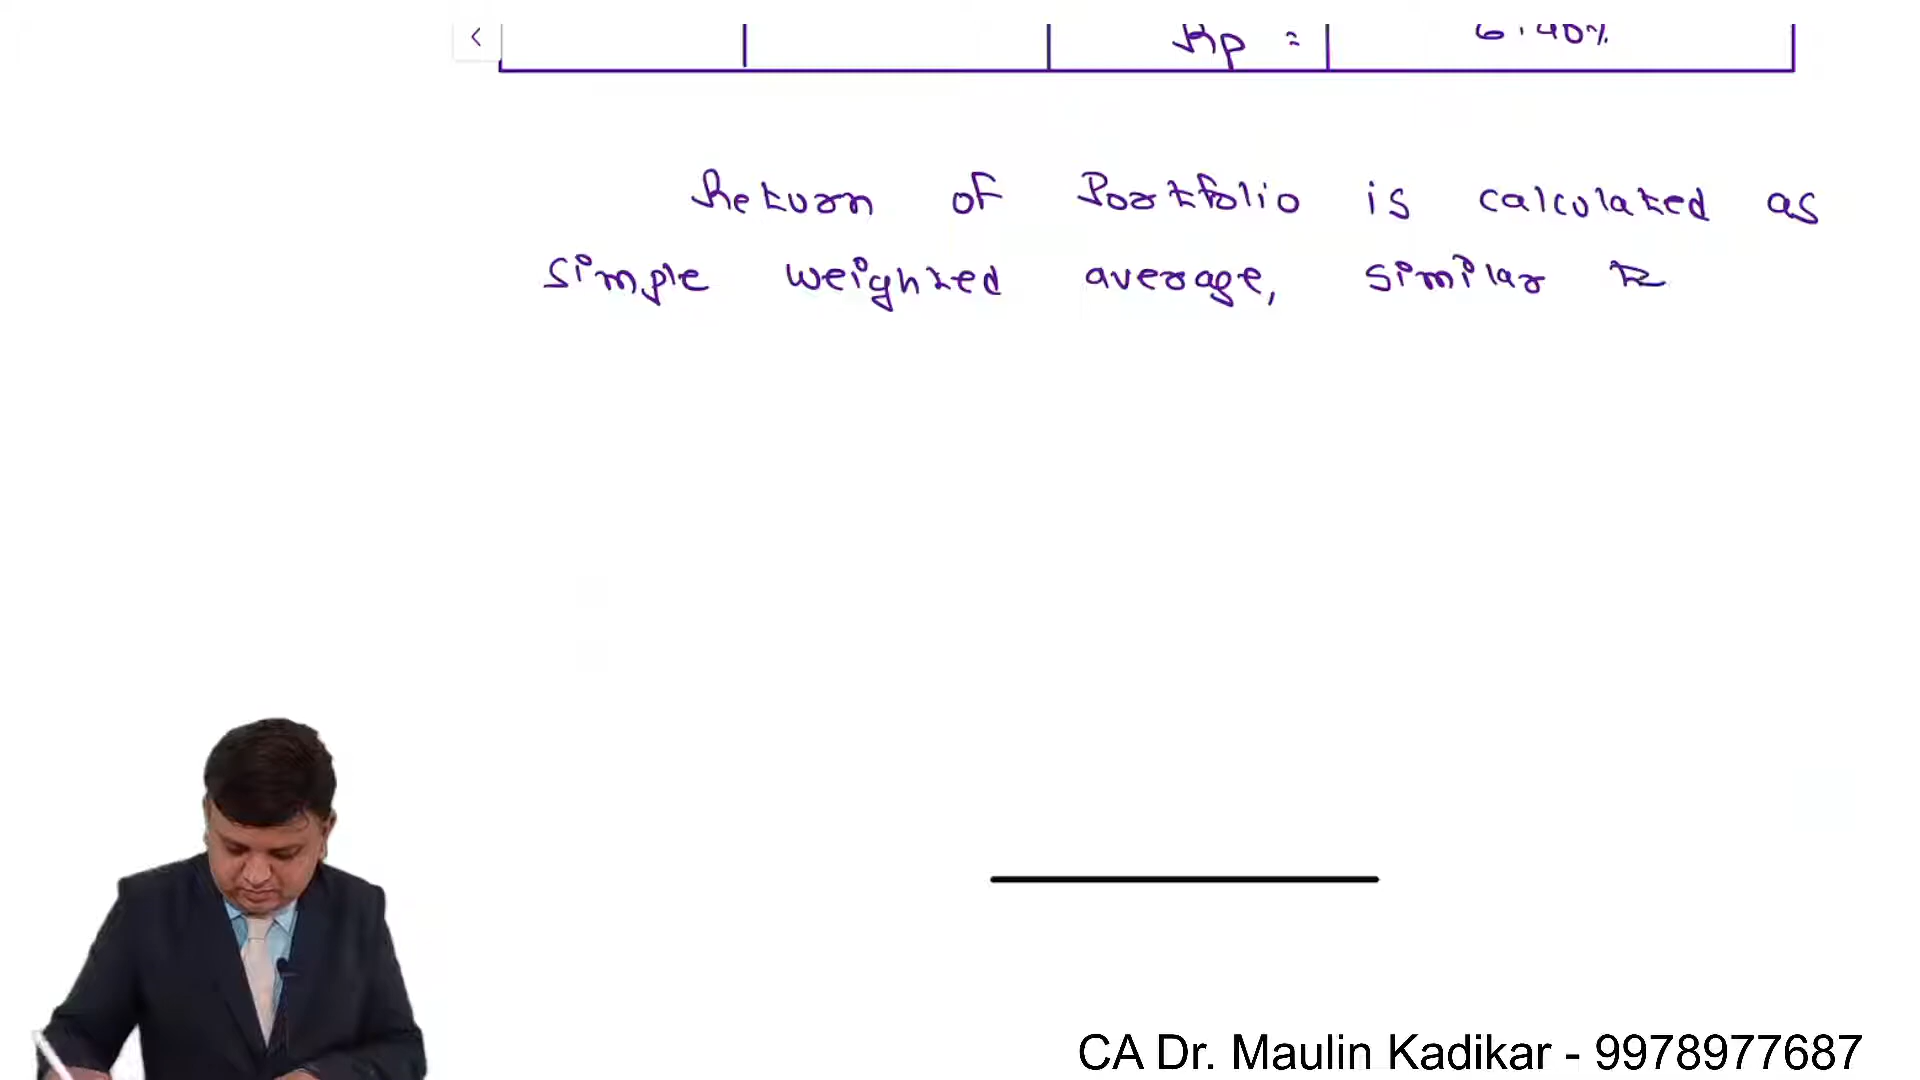 Rp = 6.40%
Return of Portfolio is calculated as
simple weighted average, similar to
CA Dr. Maulin Kadikar - 9978977687